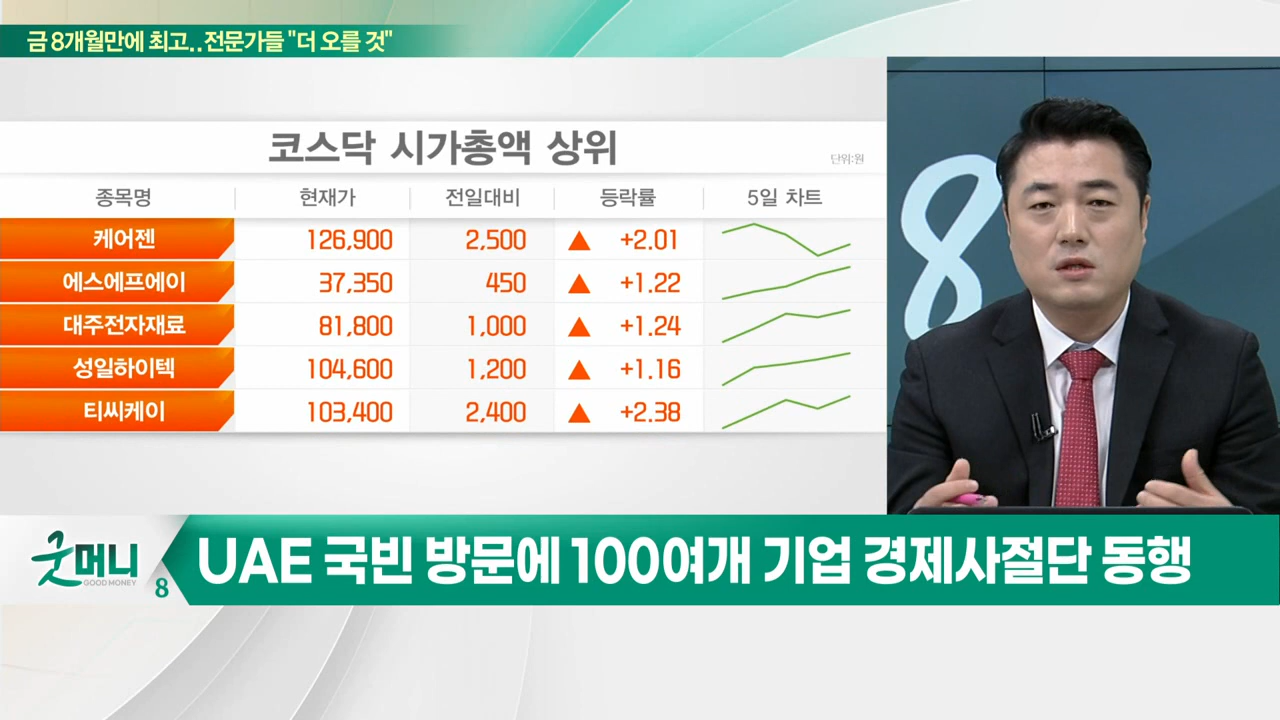 금 8개월만에 최고..전문가들 "더 오를 것"
코스닥 시가총액 상위
단위:원
종목명 현재가 전일대비 등락률 5일 차트
케어젠 126,900 2,500 ▲ +2.01
에스에프에이 37,350 450 ▲ +1.22
대주전자재료 81,800 1,000 ▲ +1.24
성일하이텍 104,600 1,200 ▲ +1.16
티씨케이 103,400 2,400 ▲ +2.38
8
굿머니
GOOD MONEY
8
UAE 국빈 방문에 100여개 기업 경제사절단 동행